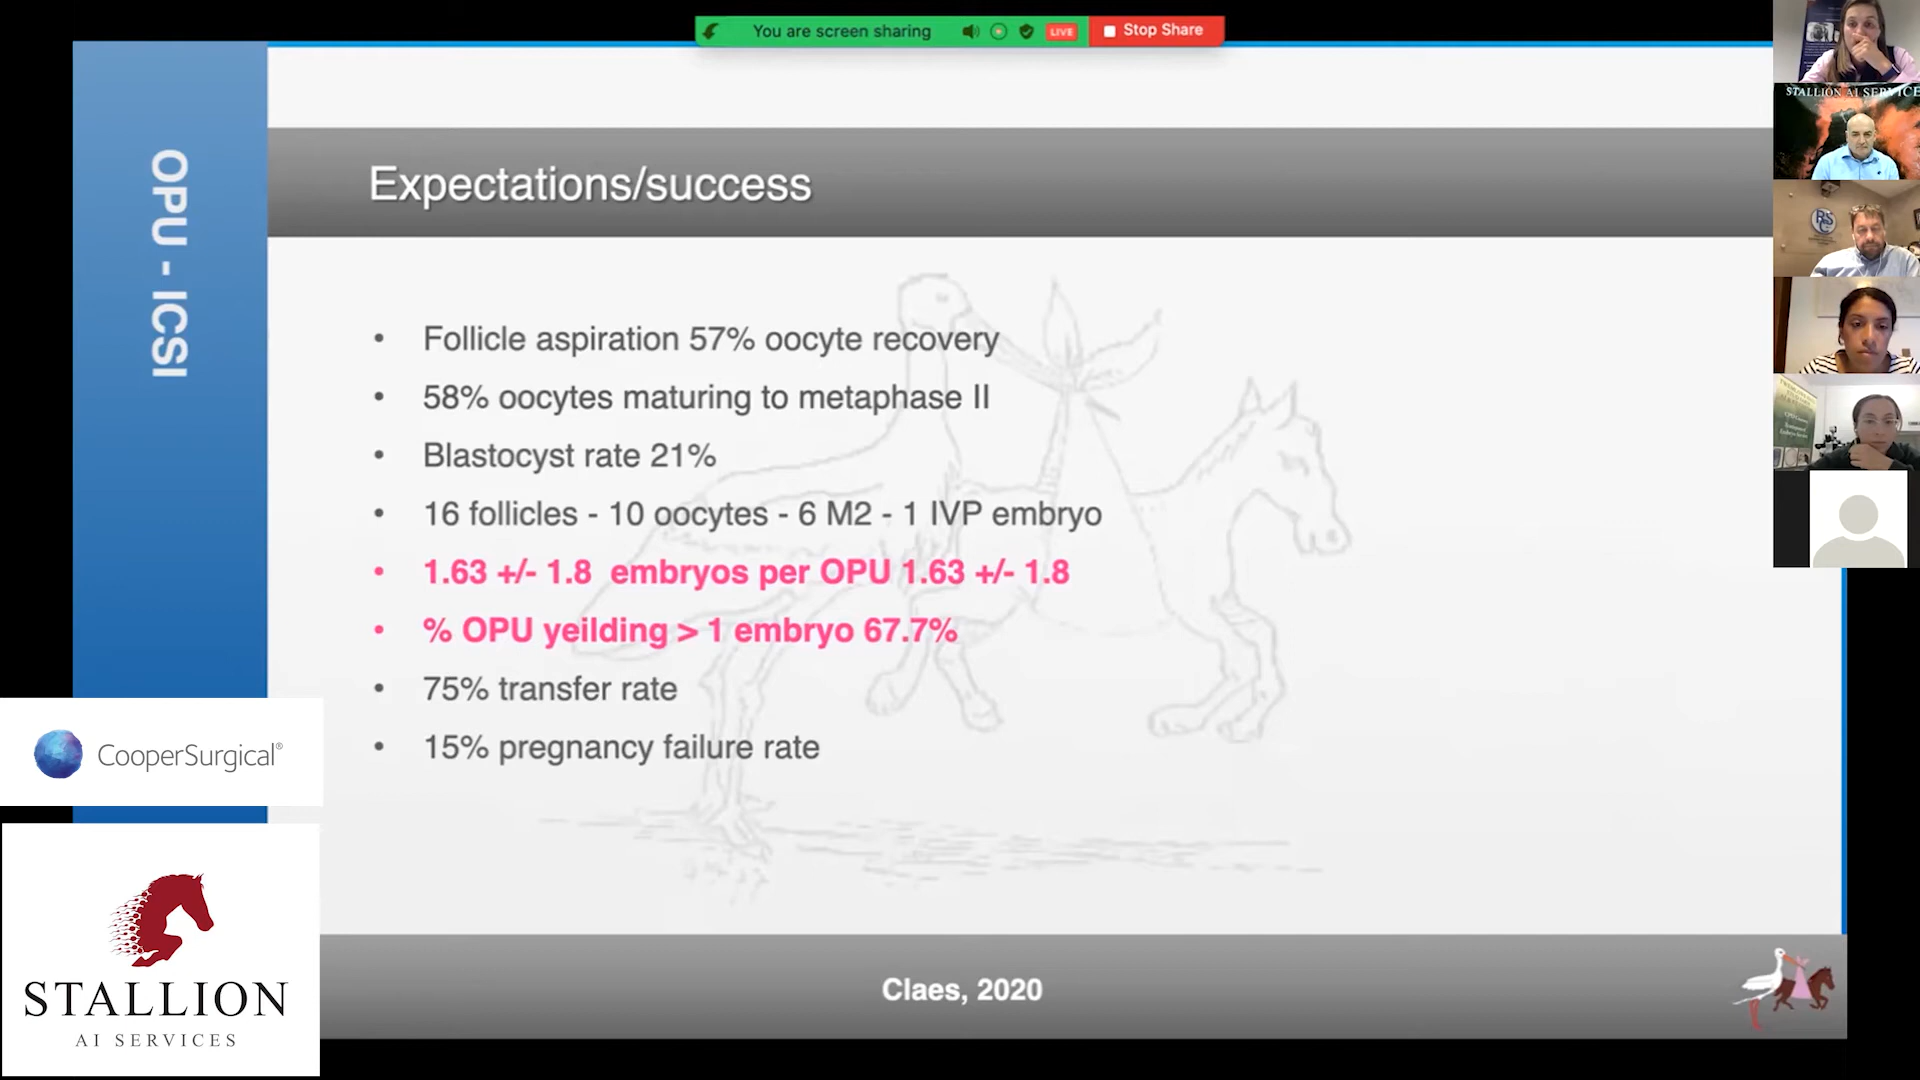 You are screen sharing
LIVE
Stop Share
STALLION AI SERVICE
OPU - ICSI
Expectations/success
• Follicle aspiration 57% oocyte recovery
• 58% oocytes maturing to metaphase II
• Blastocyst rate 21%
• 16 follicles - 10 oocytes - 6 M2 - 1 IVP embryo
• 1.63 +/- 1.8 embryos per OPU 1.63 +/- 1.8
• % OPU yeilding > 1 embryo 67.7%
• 75% transfer rate
• 15% pregnancy failure rate
CooperSurgical®
STALLION
AI SERVICES
Claes, 2020